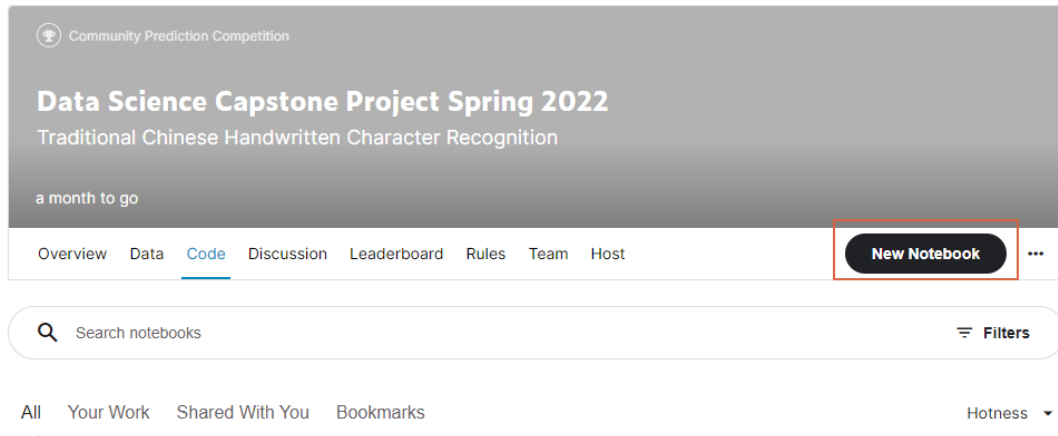 Community Prediction Competition
Data Science Capstone Project Spring 2022
Traditional Chinese Handwritten Character Recognition
a month to go
Overview Data Code Discussion Leaderboard Rules Team Host New Notebook
Search notebooks Filters
All Your Work Shared With You Bookmarks Hotness